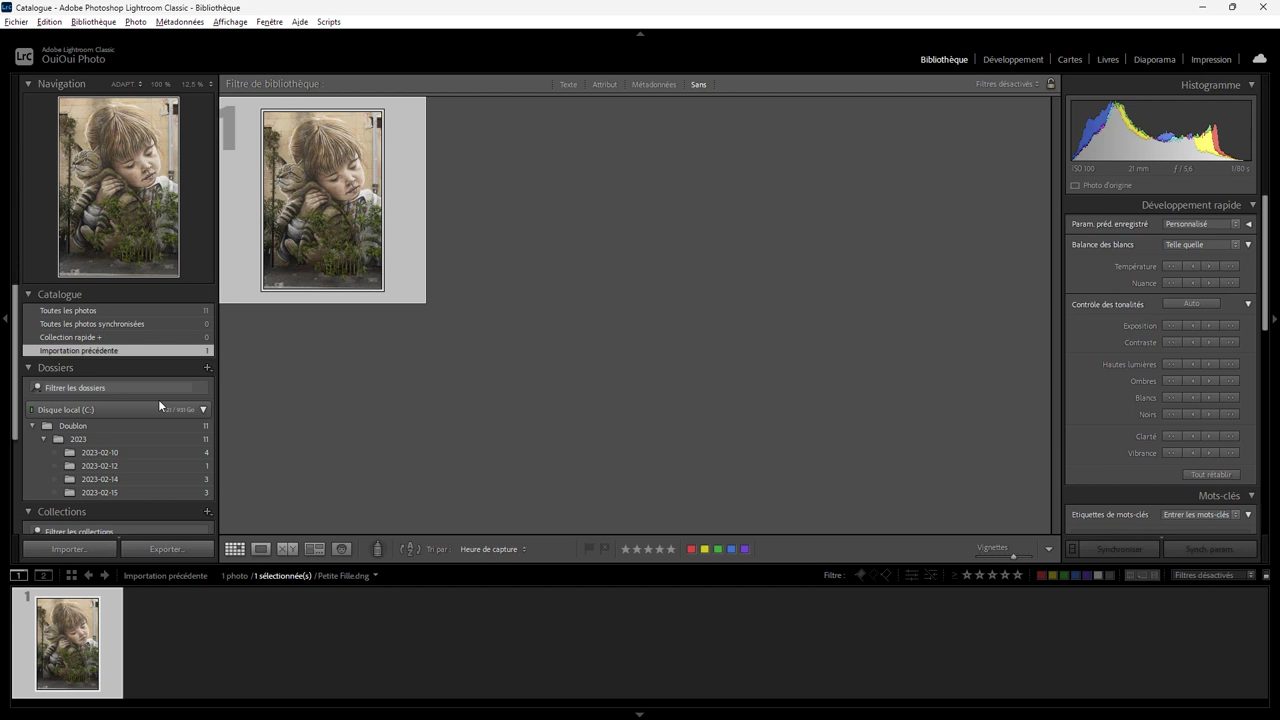 Catalogue - Adobe Photoshop Lightroom Classic - Bibliothèque
Fichier Edition Bibliothèque Photo Métadonnées Affichage Fenêtre Aide Scripts
Lrc Adobe Lightroom Classic
OuiOui Photo
Bibliothèque Développement Cartes Livres Diaporama Impression
Navigation ADAPT. 100 % 12,5 %
Filtre de bibliothèque : Texte Attribut Métadonnées Sans Filtres désactivés
Histogramme
1
ISO 100 21 mm ƒ / 5,6 1/80 s
Photo d'origine
Développement rapide
Param. préd. enregistré Personnalisé
Balance des blancs Telle quelle
Température
Nuance
Contrôle des tonalités Auto
Exposition
Contraste
Hautes lumières
Ombres
Blancs
Noirs
Clarté
Vibrance
Tout rétablir
Mots-clés
Etiquettes de mots-clés Entrer les mots-clés
Catalogue
Toutes les photos 11
Toutes les photos synchronisées 0
Collection rapide + 0
Importation précédente 1
Dossiers
Filtrer les dossiers
Disque local (C:)
Doublon 11
2023 11
2023-02-10 4
2023-02-12 1
2023-02-14 3
2023-02-15 3
Collections
Filtrer les collections
Importer... Exporter...
Tri par : Heure de capture
Vignettes
Synchroniser Synch. param.
1 2 Importation précédente 1 photo / 1 sélectionnée(s) / Petite Fille.dng
Filtre : Filtres désactivés
1